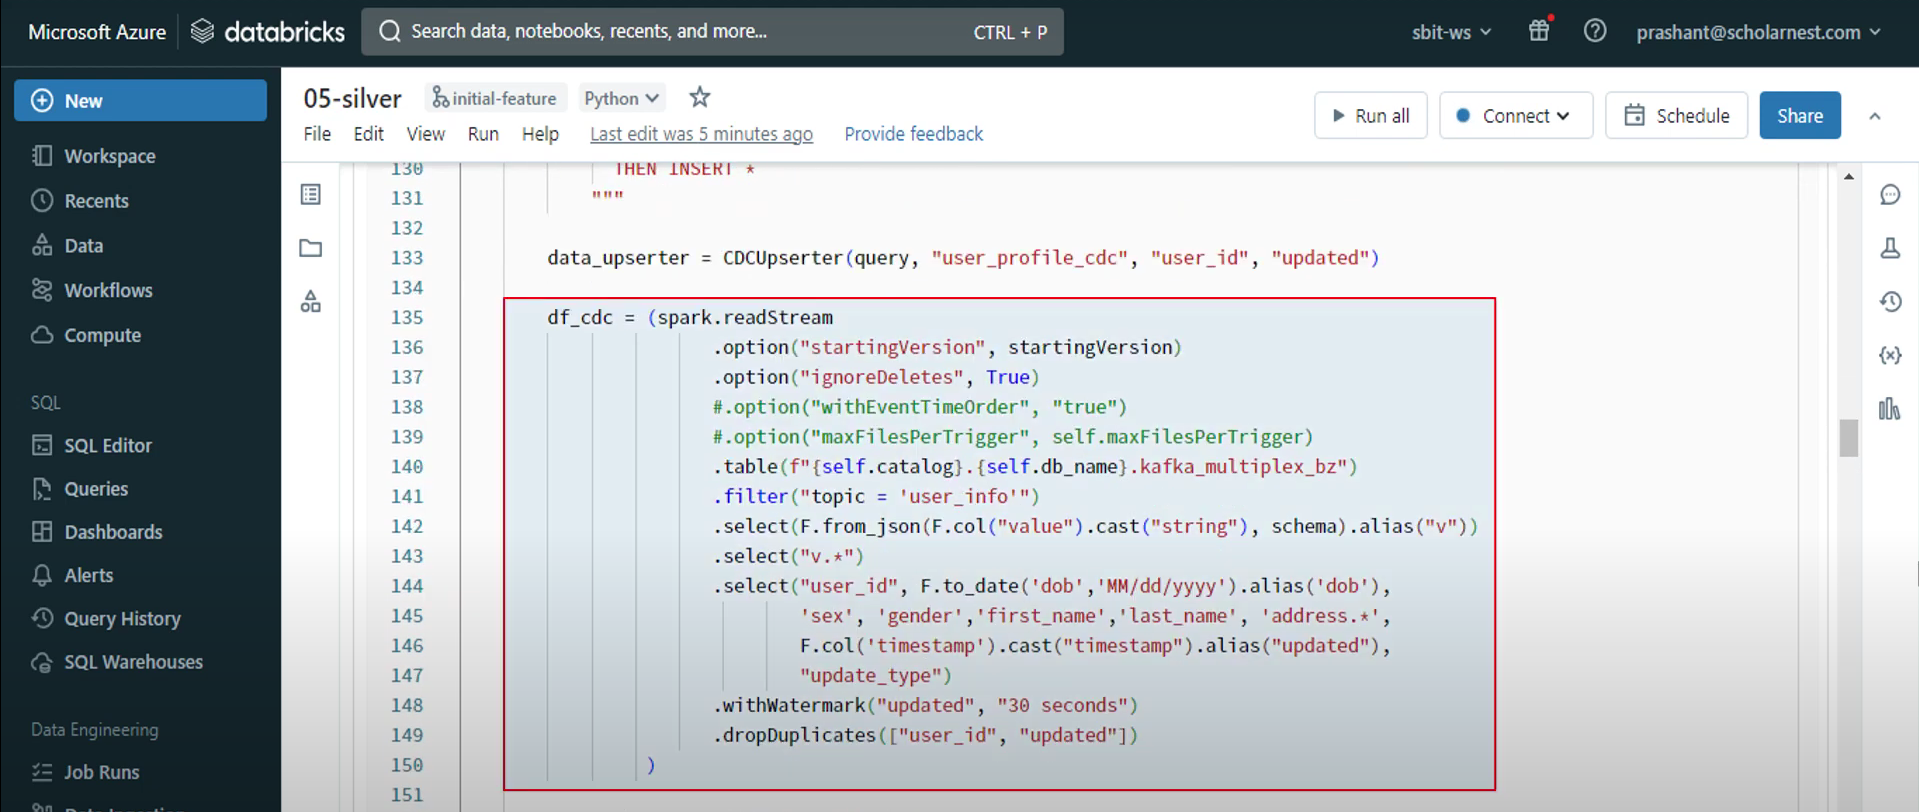 Microsoft Azure databricks Search data, notebooks, recents, and more... CTRL + P sbit-ws prashant@scholarnest.com
New
Workspace
Recents
Data
Workflows
Compute
SQL
SQL Editor
Queries
Dashboards
Alerts
Query History
SQL Warehouses
Data Engineering
Job Runs
05-silver initial-feature Python
File Edit View Run Help Last edit was 5 minutes ago Provide feedback
Run all Connect Schedule Share
130 THEN INSERT *
131 """
132
133 data_upserter = CDCUpserter(query, "user_profile_cdc", "user_id", "updated")
134
135 df_cdc = (spark.readStream
136 .option("startingVersion", startingVersion)
137 .option("ignoreDeletes", True)
138 #.option("withEventTimeOrder", "true")
139 #.option("maxFilesPerTrigger", self.maxFilesPerTrigger)
140 .table(f"{self.catalog}.{self.db_name}.kafka_multiplex_bz")
141 .filter("topic = 'user_info'")
142 .select(F.from_json(F.col("value").cast("string"), schema).alias("v"))
143 .select("v.*")
144 .select("user_id", F.to_date('dob','MM/dd/yyyy').alias('dob'),
145 'sex', 'gender','first_name','last_name', 'address.*',
146 F.col('timestamp').cast("timestamp").alias("updated"),
147 "update_type")
148 .withWatermark("updated", "30 seconds")
149 .dropDuplicates(["user_id", "updated"])
150 )
151